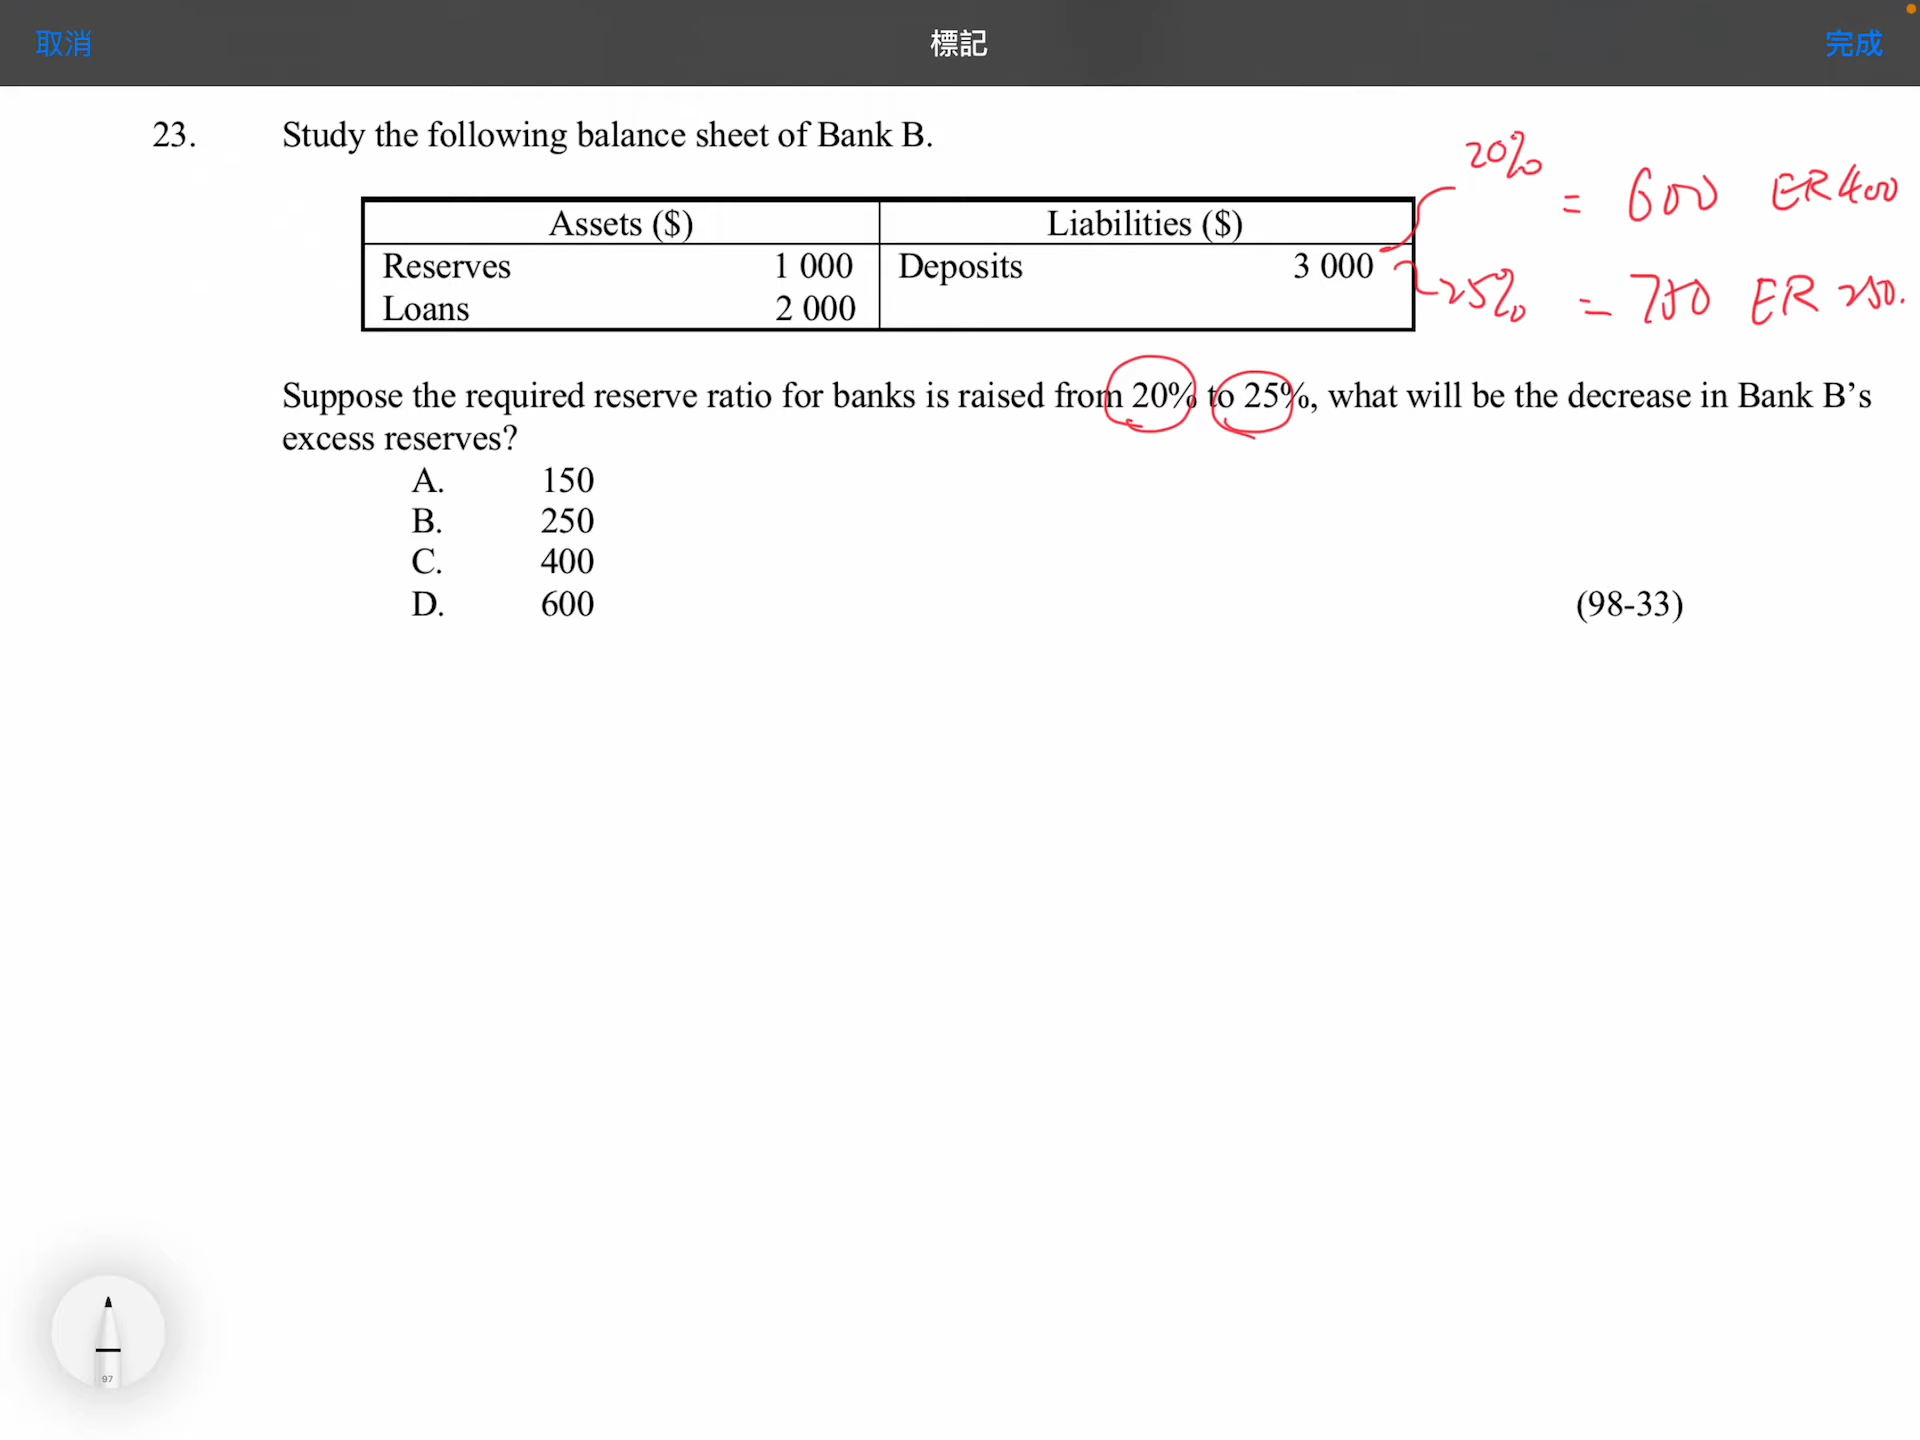 取消 標記 完成
23. Study the following balance sheet of Bank B.
20%
= 600 ER 400
Assets ($) Liabilities ($)
Reserves 1 000 Deposits 3 000
Loans 2 000
25% = 750 ER 250.
Suppose the required reserve ratio for banks is raised from 20% to 25%, what will be the decrease in Bank B’s
excess reserves?
A. 150
B. 250
C. 400
D. 600 (98-33)
97